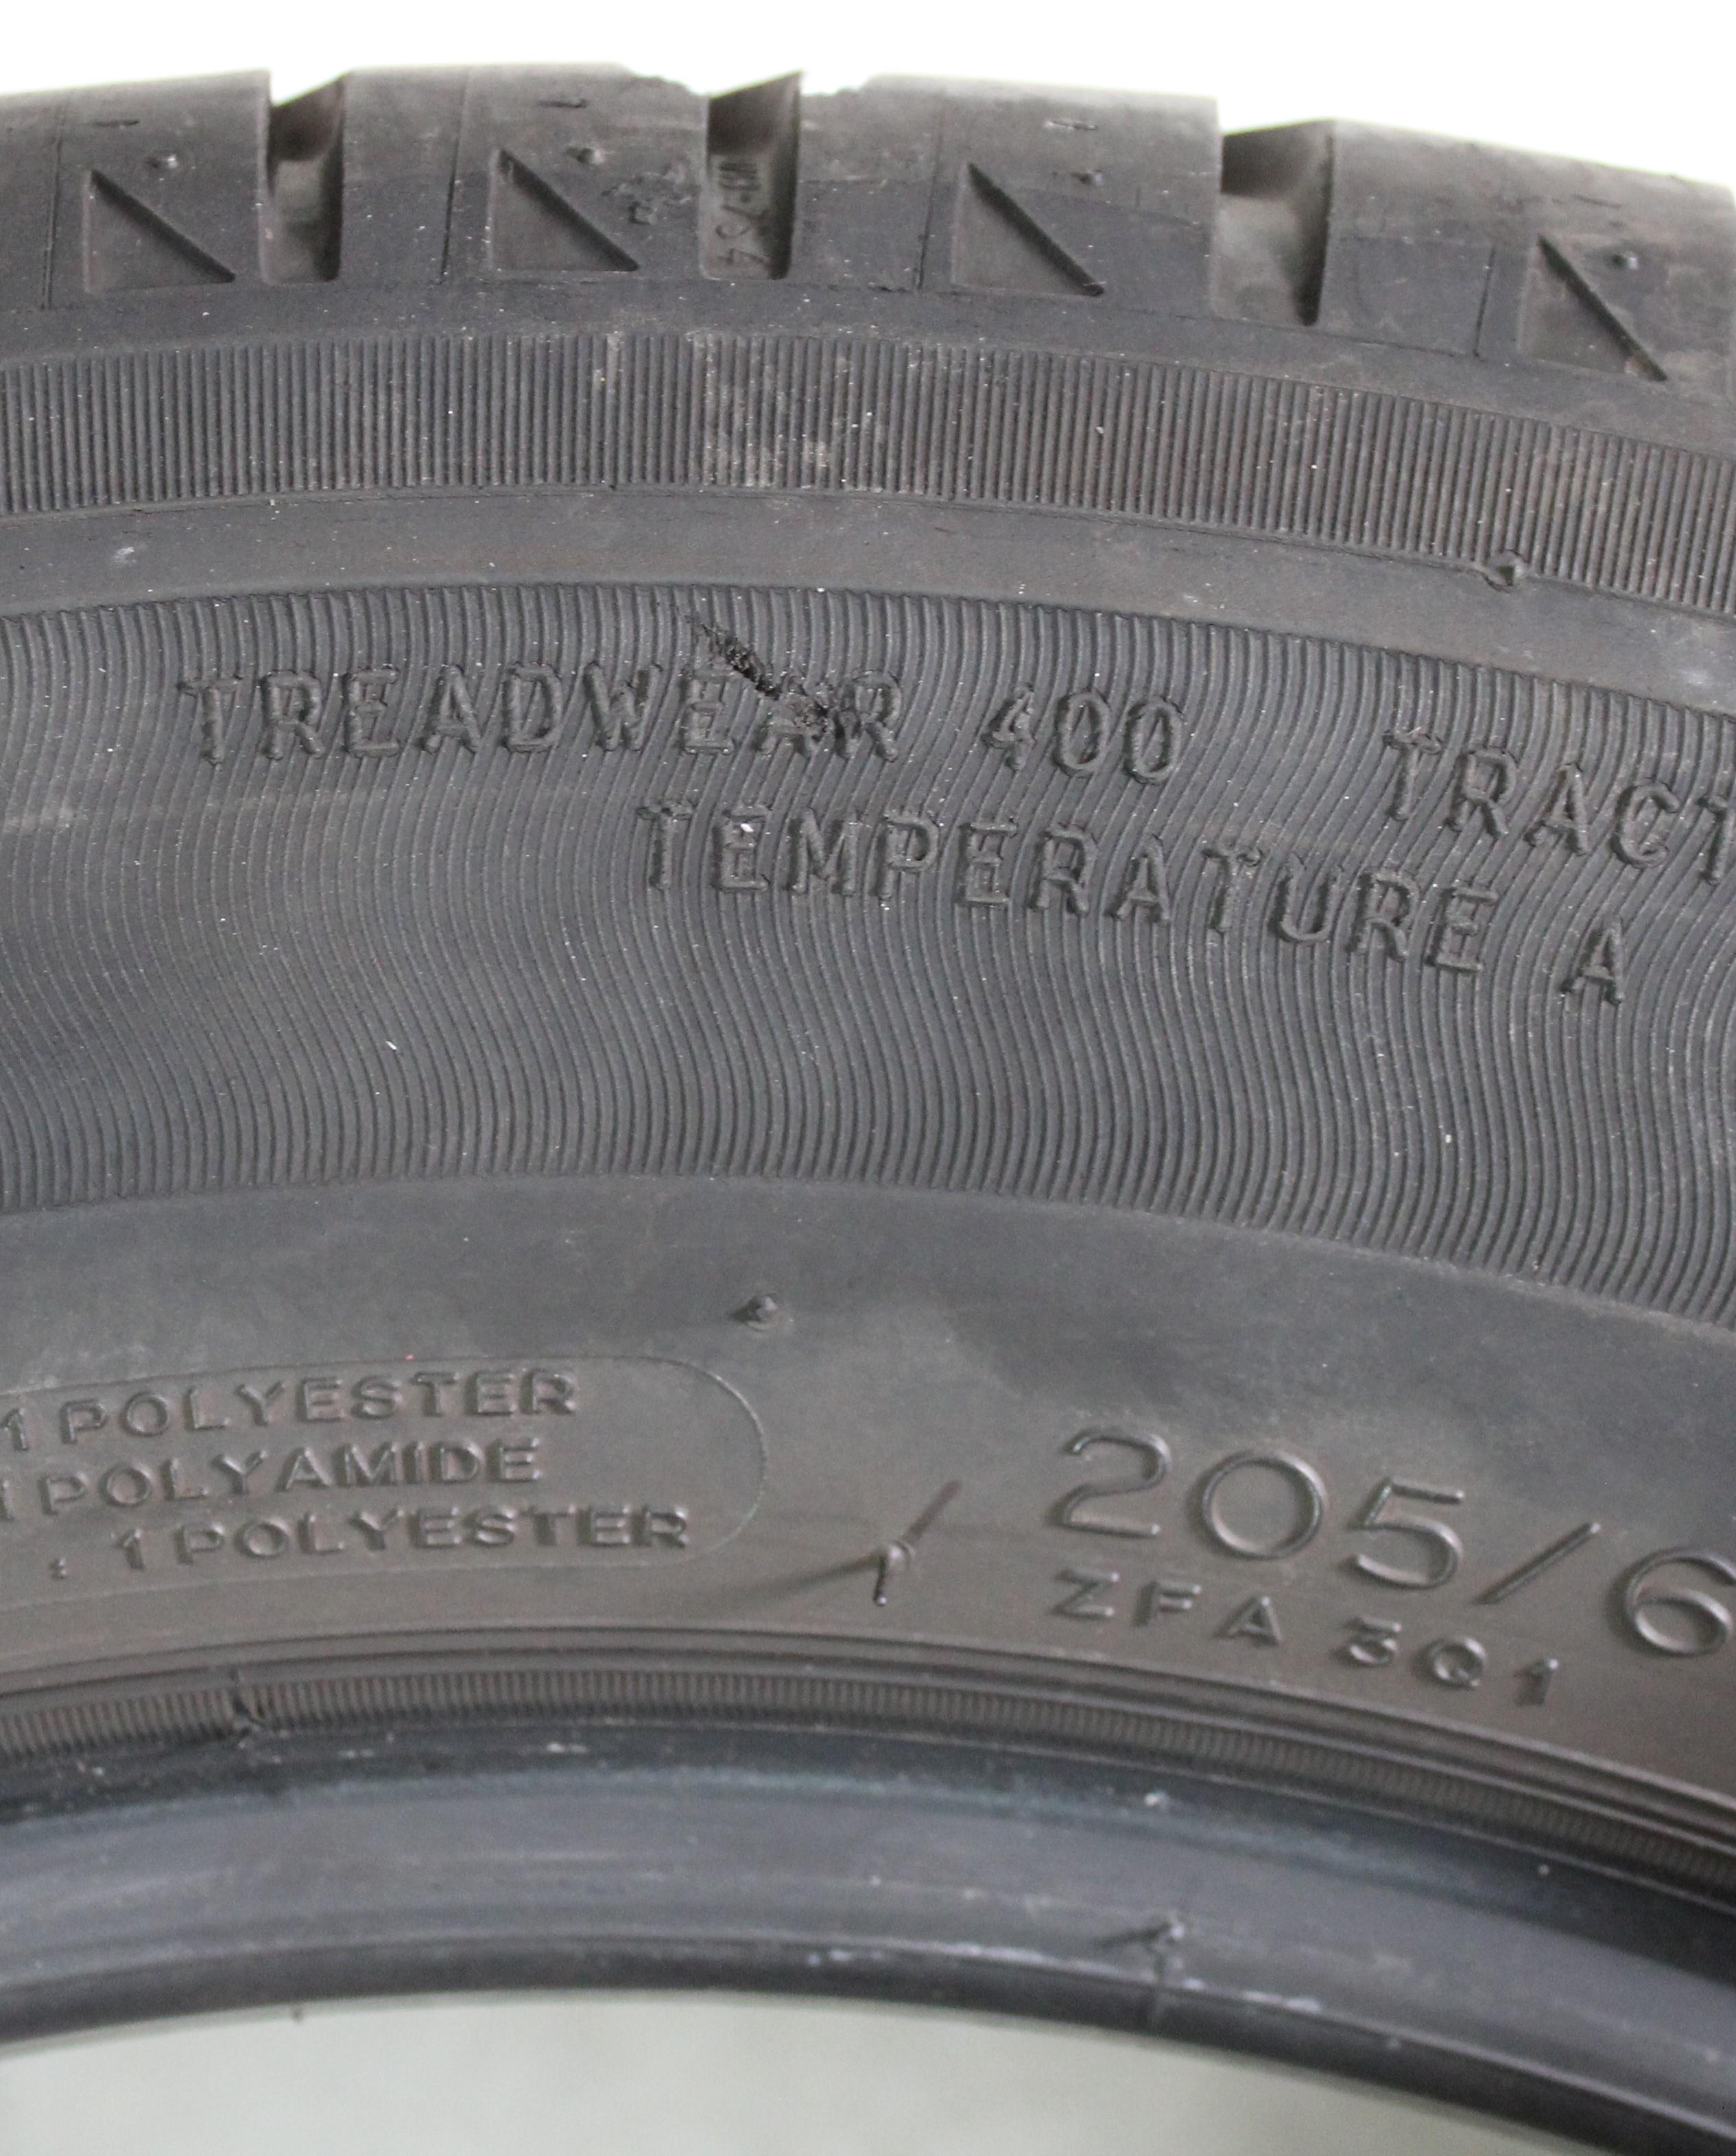 TREADWEAR 400 TRACT
TEMPERATURE A
1 POLYESTER
1 POLYAMIDE
: 1 POLYESTER
205/6
ZFA 3Q1